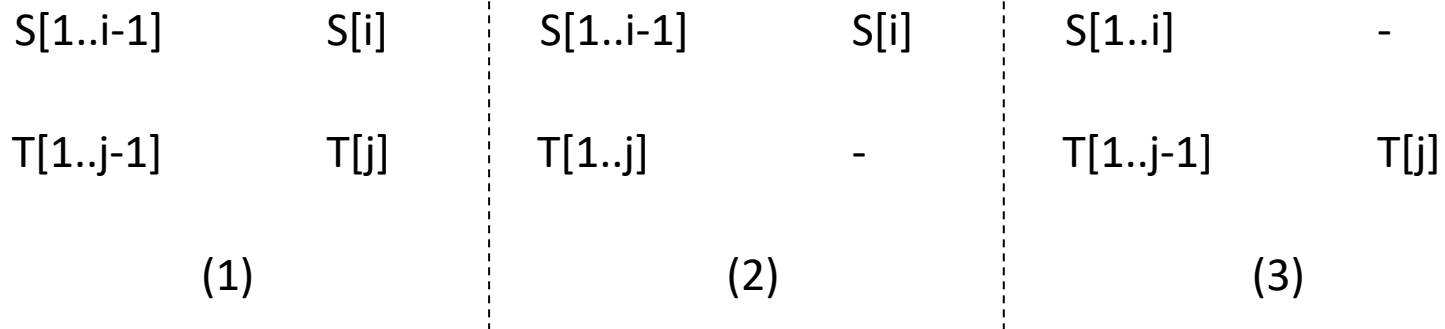 S[1..i-1] S[i] S[1..i-1] S[i] S[1..i] -
T[1..j-1] T[j] T[1..j] - T[1..j-1] T[j]
(1) (2) (3)